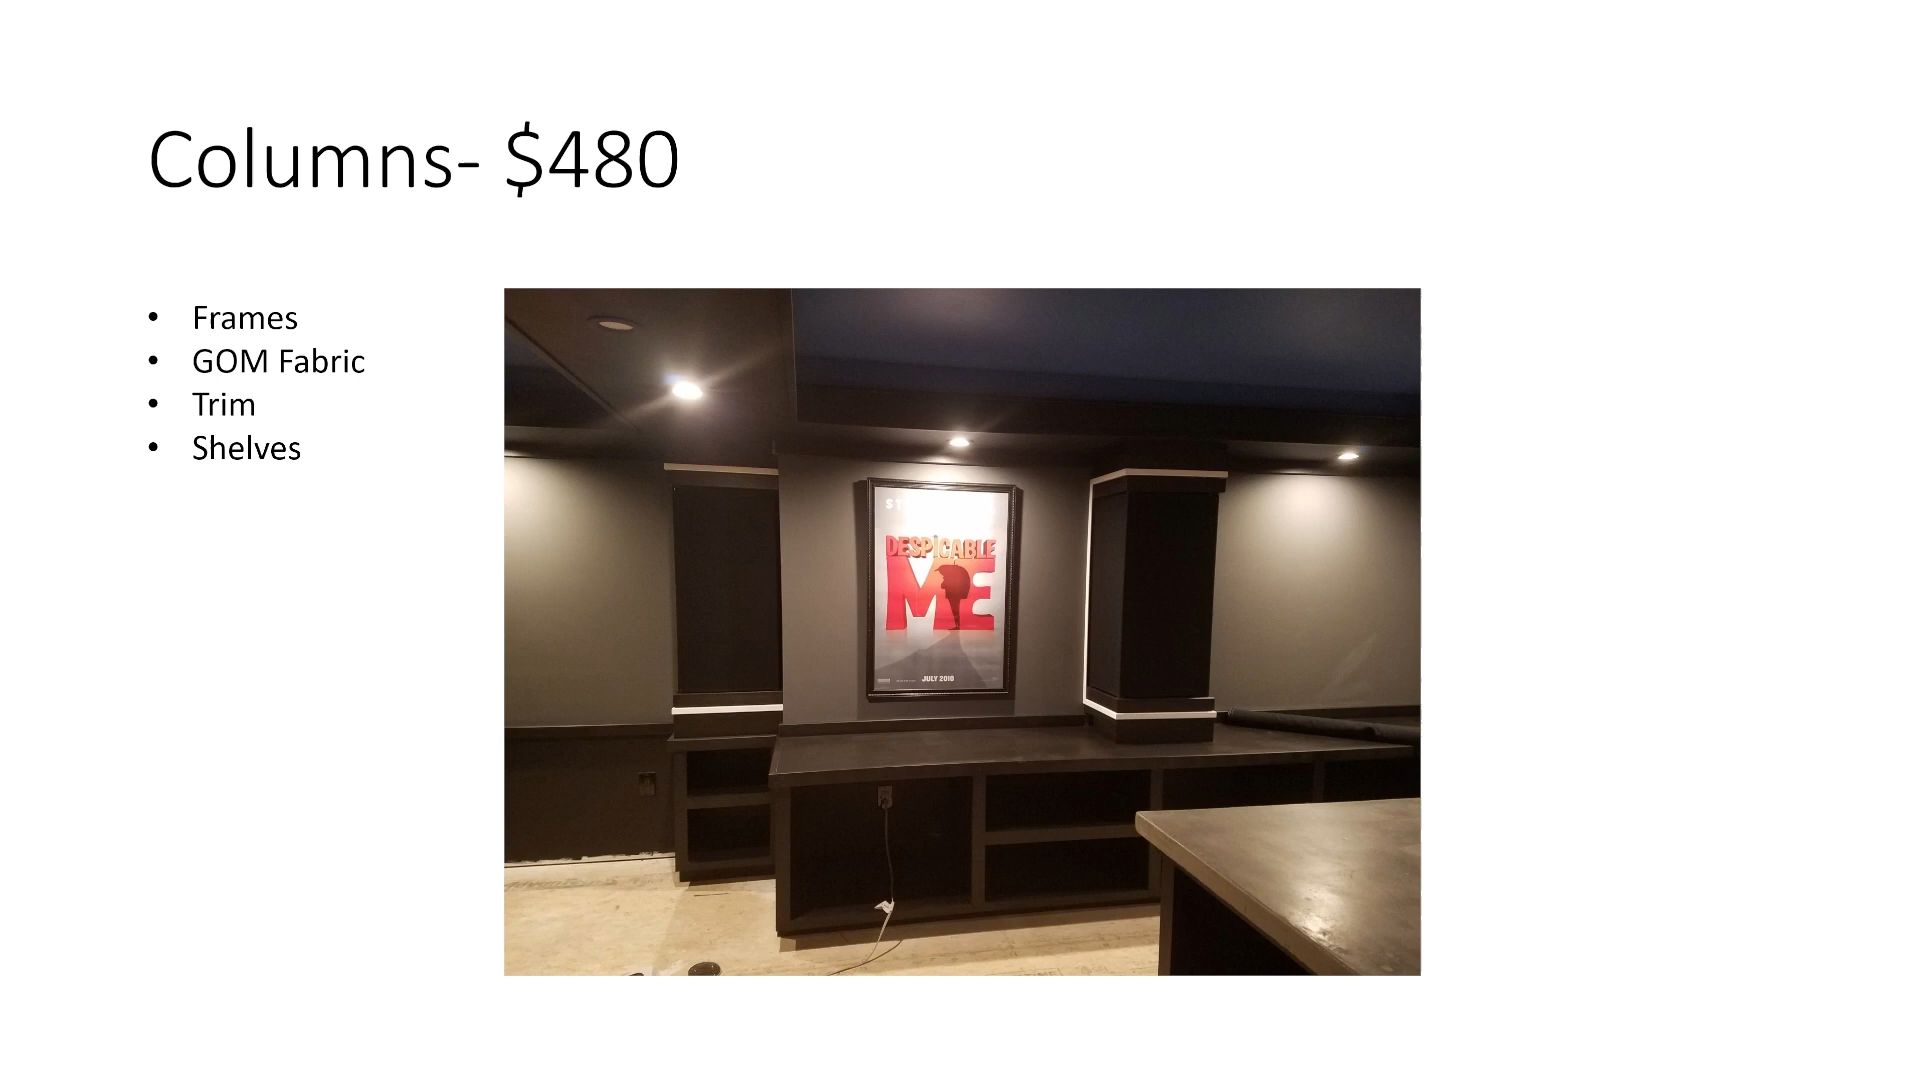 Columns- $480
• Frames
• GOM Fabric
• Trim
• Shelves
DESPICABLE
ME
JULY 2010